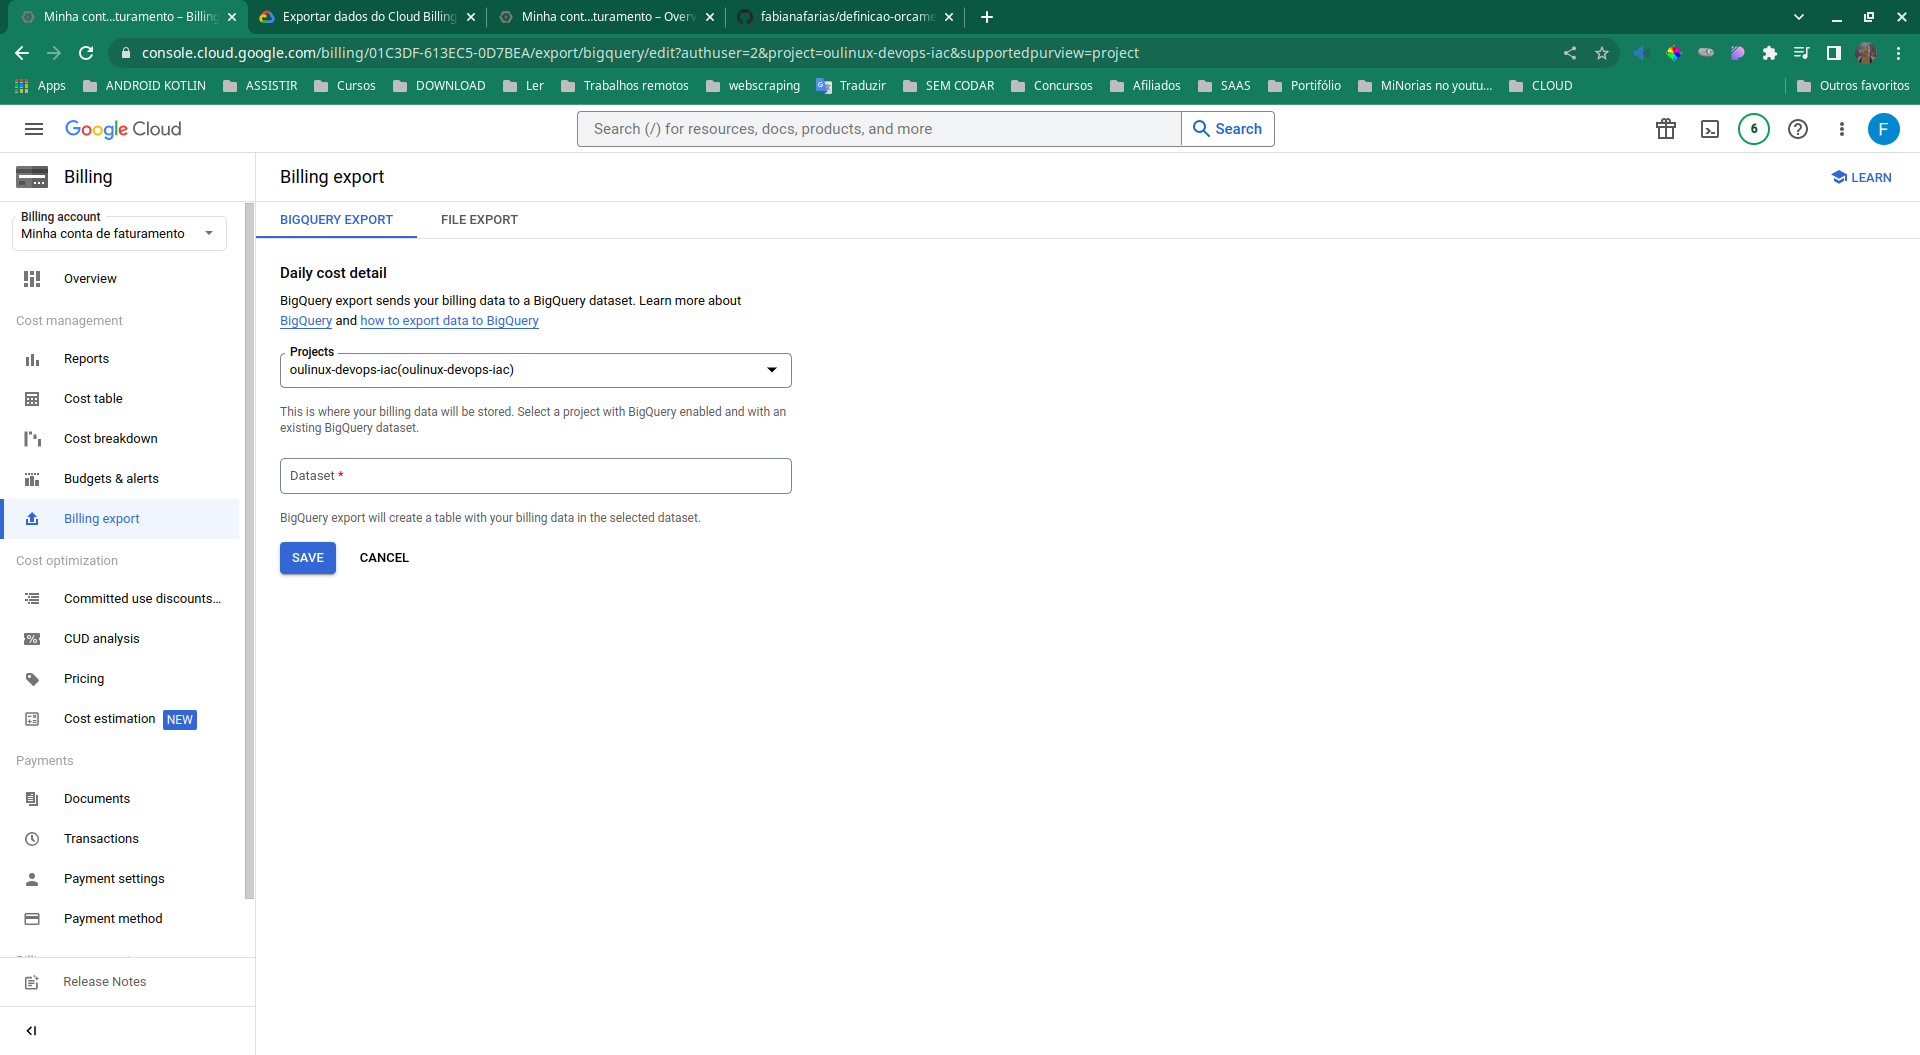 Minha cont...turamento – Billing
Exportar dados do Cloud Billing
Minha cont...turamento – Over
fabianafarias/definicao-orcame
console.cloud.google.com/billing/01C3DF-613EC5-0D7BEA/export/bigquery/edit?authuser=2&project=oulinux-devops-iac&supportedpurview=project
Apps
ANDROID KOTLIN
ASSISTIR
Cursos
DOWNLOAD
Ler
Trabalhos remotos
webscraping
Traduzir
SEM CODAR
Concursos
Afiliados
SAAS
Portifólio
MiNorias no youtu...
CLOUD
Outros favoritos
Google Cloud
Search (/) for resources, docs, products, and more
Search
6
F
Billing
Billing account
Minha conta de faturamento
Overview
Cost management
Reports
Cost table
Cost breakdown
Budgets & alerts
Billing export
Cost optimization
Committed use discounts...
CUD analysis
Pricing
Cost estimation NEW
Payments
Documents
Transactions
Payment settings
Payment method
Release Notes
Billing export
LEARN
BIGQUERY EXPORT
FILE EXPORT
Daily cost detail
BigQuery export sends your billing data to a BigQuery dataset. Learn more about
BigQuery and how to export data to BigQuery
Projects
oulinux-devops-iac(oulinux-devops-iac)
This is where your billing data will be stored. Select a project with BigQuery enabled and with an
existing BigQuery dataset.
Dataset *
BigQuery export will create a table with your billing data in the selected dataset.
SAVE
CANCEL